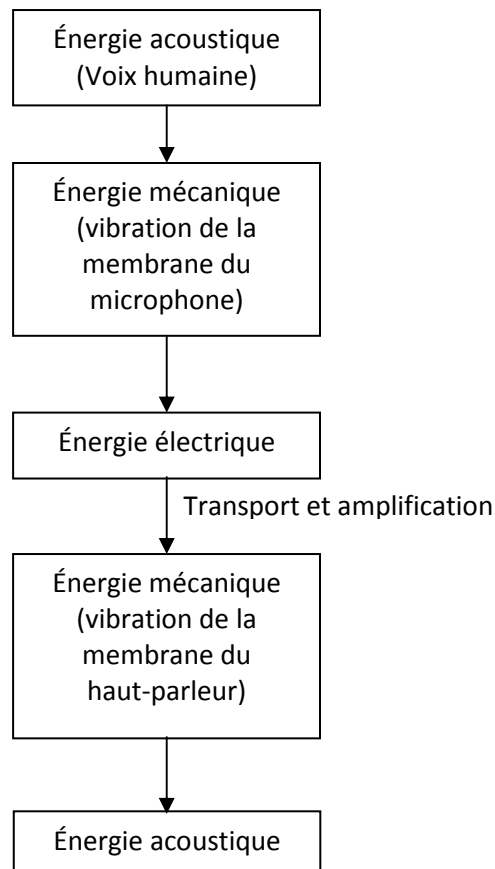 Énergie acoustique
(Voix humaine)
Énergie mécanique
(vibration de la
membrane du
microphone)
Énergie électrique
Transport et amplification
Énergie mécanique
(vibration de la
membrane du
haut-parleur)
Énergie acoustique